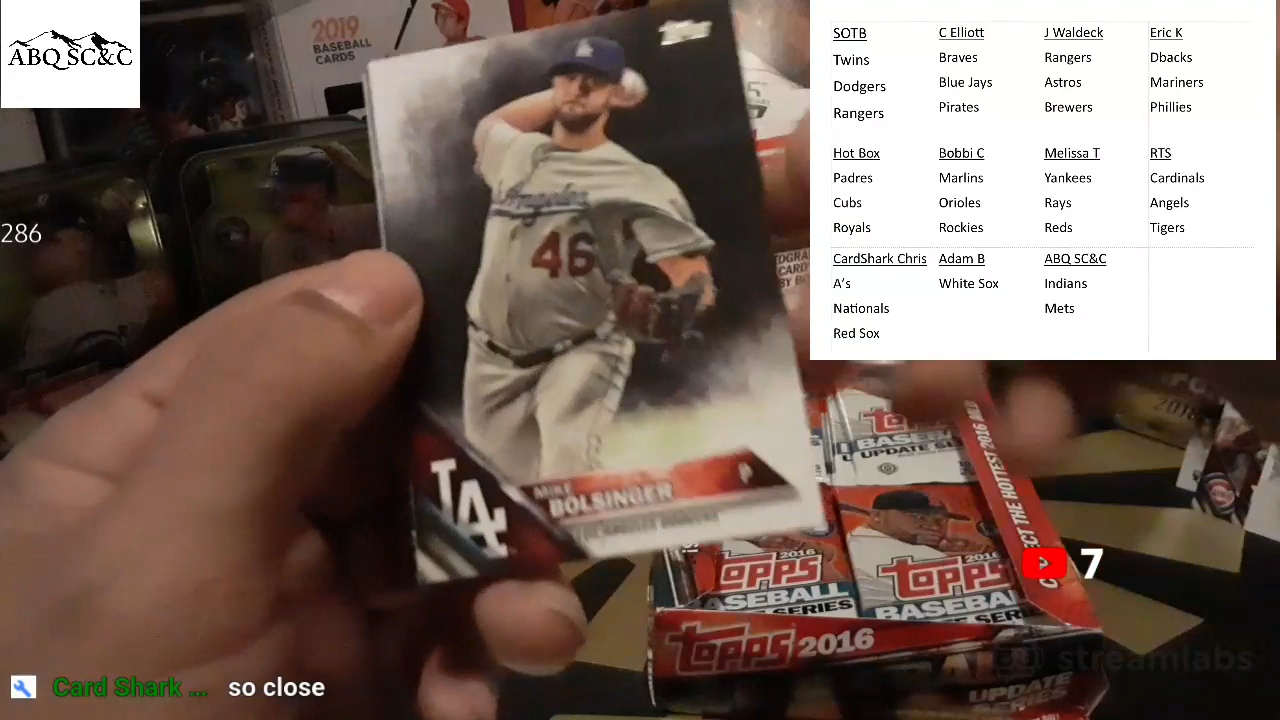 ABQ SC&C
2019
BASEBALL
CARDS
Topps
46
MIKE
BOLSINGER
LA
286
SOTB
Twins
Dodgers
Rangers
C Elliott
Braves
Blue Jays
Pirates
J Waldeck
Rangers
Astros
Brewers
Eric K
Dbacks
Mariners
Phillies
Hot Box
Padres
Cubs
Royals
Bobbi C
Marlins
Orioles
Rockies
Melissa T
Yankees
Rays
Reds
RTS
Cardinals
Angels
Tigers
CardShark Chris
A's
Nationals
Red Sox
Adam B
White Sox
ABQ SC&C
Indians
Mets
2016
topps
BASEBALL
SERIES
2016
topps
BASEBA
topps 2016
UPDATE
7
streamlabs
Card Shark ... so close